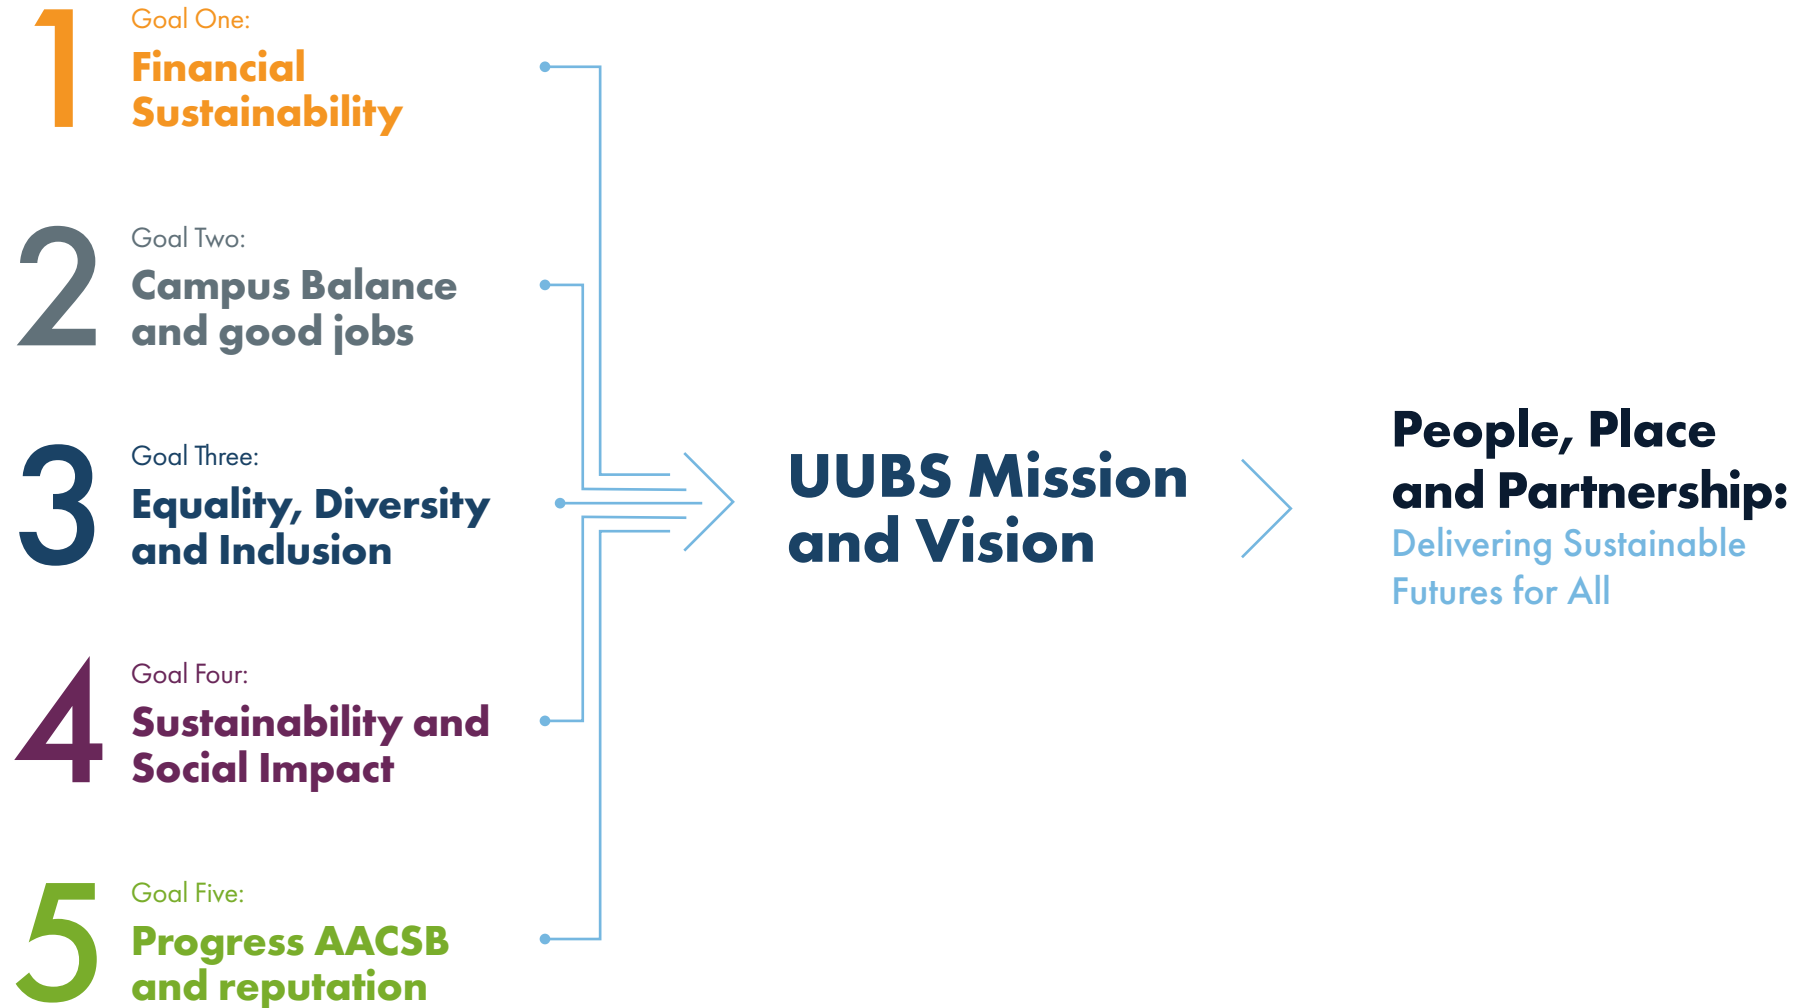 1
Goal One:
Financial
Sustainability
2
Goal Two:
Campus Balance
and good jobs
3
Goal Three:
Equality, Diversity
and Inclusion
4
Goal Four:
Sustainability and
Social Impact
5
Goal Five:
Progress AACSB
and reputation
UUBS Mission
and Vision
People, Place
and Partnership:
Delivering Sustainable
Futures for All